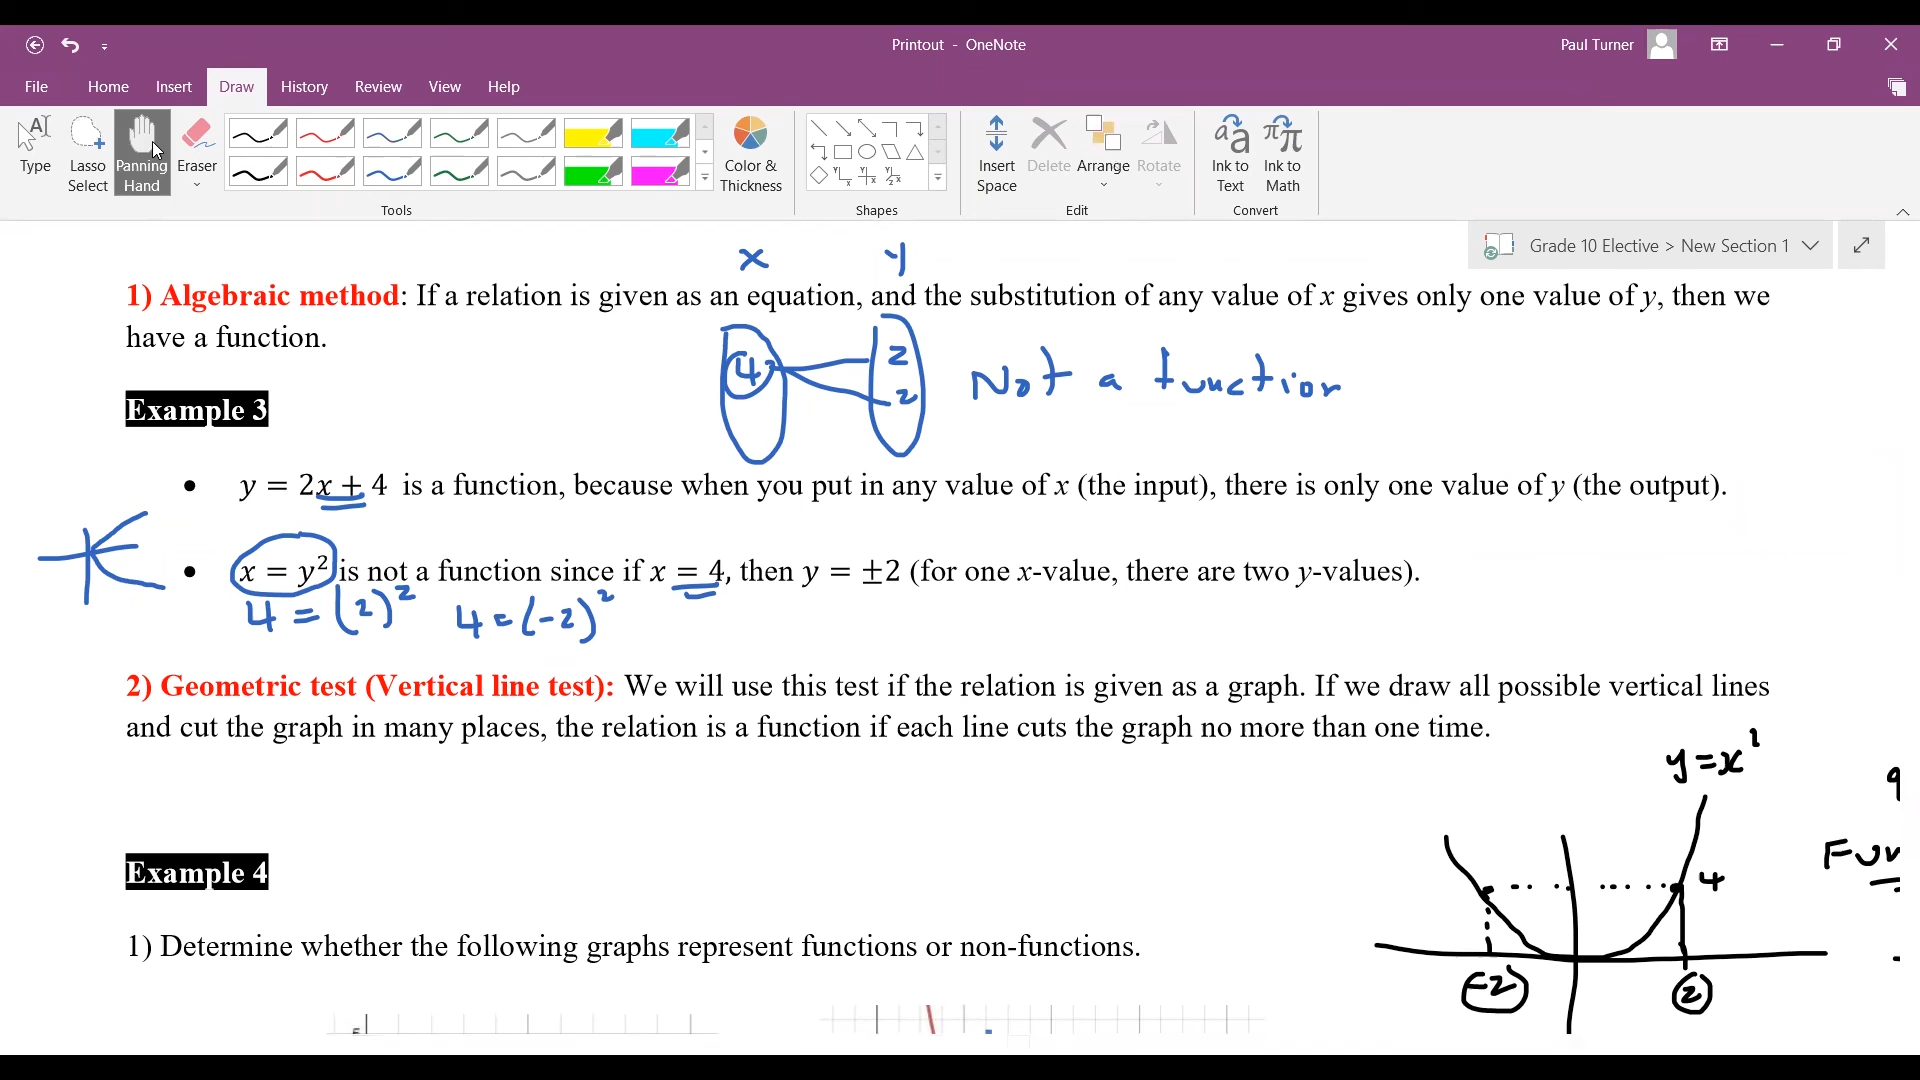 Printout - OneNote
Paul Turner
File Home Insert Draw History Review View Help
Type
Lasso Select
Panning Hand
Eraser
Color & Thickness
Insert Space
Delete
Arrange
Rotate
Ink to Text
Ink to Math
Tools Shapes Edit Convert
Grade 10 Elective > New Section 1
x y
1) Algebraic method: If a relation is given as an equation, and the substitution of any value of x gives only one value of y, then we
have a function.
4 2
2
Not a function
Example 3
• y = 2x + 4 is a function, because when you put in any value of x (the input), there is only one value of y (the output).
• x = y² is not a function since if x = 4, then y = ±2 (for one x-value, there are two y-values).
4 = (2)² 4 = (-2)²
2) Geometric test (Vertical line test): We will use this test if the relation is given as a graph. If we draw all possible vertical lines
and cut the graph in many places, the relation is a function if each line cuts the graph no more than one time.
Example 4
4
1) Determine whether the following graphs represent functions or non-functions.
-2 2